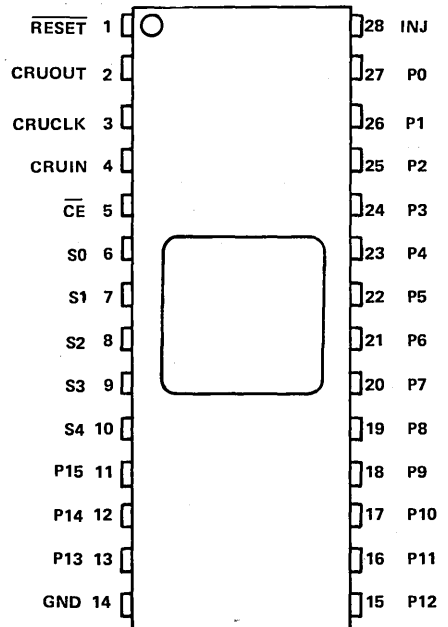 R̅E̅S̅E̅T̅ 1 28 INJ
CRUOUT 2 27 P0
CRUCLK 3 26 P1
CRUIN 4 25 P2
C̅E̅ 5 24 P3
S0 6 23 P4
S1 7 22 P5
S2 8 21 P6
S3 9 20 P7
S4 10 19 P8
P15 11 18 P9
P14 12 17 P10
P13 13 16 P11
GND 14 15 P12